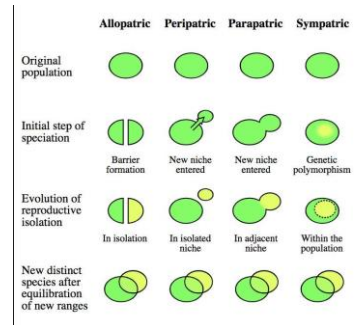 Allopatric Peripatric Parapatric Sympatric
Original
population
Initial step of
speciation
Barrier
formation
New niche
entered
New niche
entered
Genetic
polymorphism
Evolution of
reproductive
isolation
In isolation
In isolated
niche
In adjacent
niche
Within the
population
New distinct
species after
equilibration
of new ranges